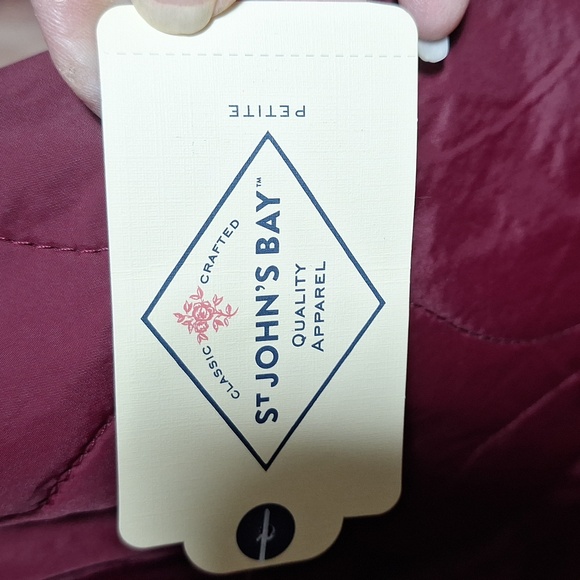 PETITE
CLASSIC CRAFTED
ST JOHN'S BAY™
QUALITY
APPAREL